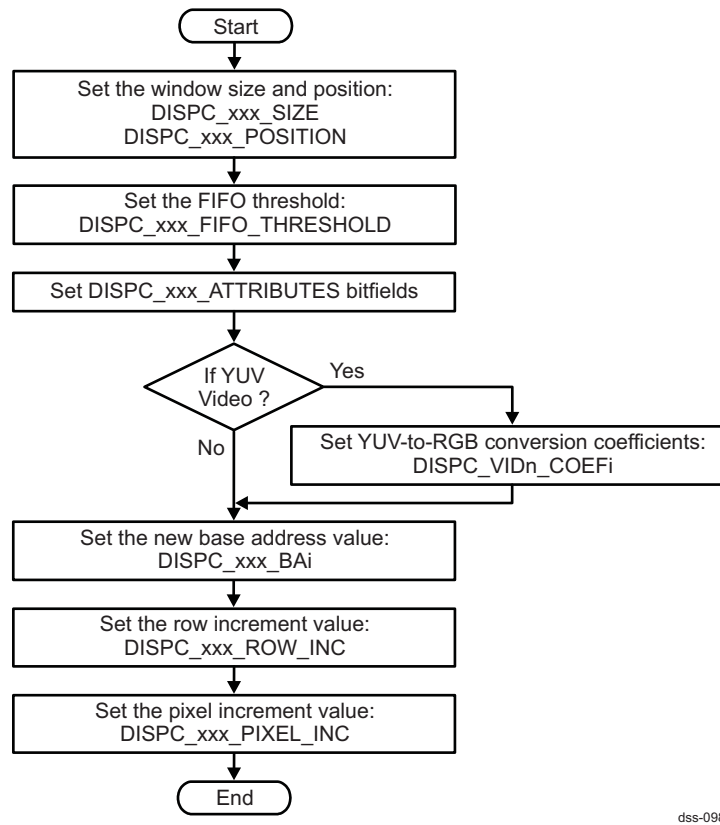 Start
Set the window size and position:
DISPC_xxx_SIZE
DISPC_xxx_POSITION
Set the FIFO threshold:
DISPC_xxx_FIFO_THRESHOLD
Set DISPC_xxx_ATTRIBUTES bitfields
If YUV
Video ?
Yes
No
Set YUV-to-RGB conversion coefficients:
DISPC_VIDn_COEFi
Set the new base address value:
DISPC_xxx_BAi
Set the row increment value:
DISPC_xxx_ROW_INC
Set the pixel increment value:
DISPC_xxx_PIXEL_INC
End
dss-098